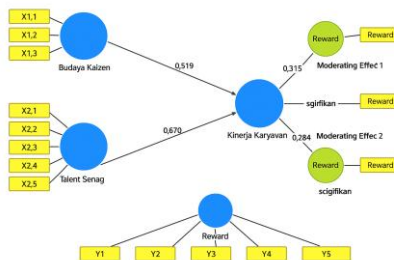 X1,1
X1,2
X1,3
Budaya Kaizen
0,519
X2,1
X2,2
X2,3
X2,4
X2,5
Talent Senag
0,670
Kinerja Karyavan
Reward
Reward
0,315
Moderating Effec 1
sgirfikan
Reward
Moderating Effec 2
0,284
Reward
Reward
scigifikan
Reward
Y1
Y2
Y3
Y4
Y5